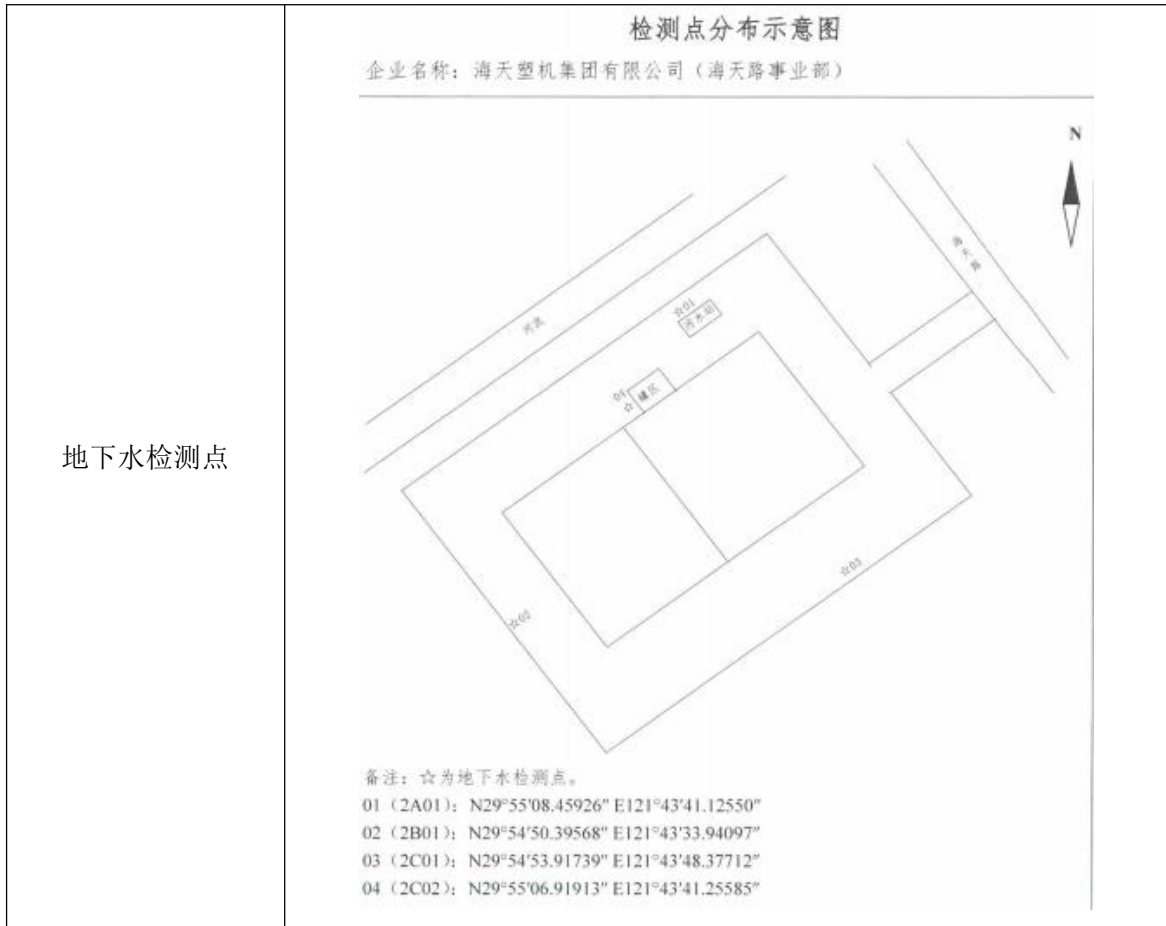 检测点分布示意图
企业名称：海天塑机集团有限公司（海天路事业部）
N
海天路
河流
☆01
污水站
04
☆
罐区
地下水检测点
☆03
☆02
备注：☆为地下水检测点。
01（2A01）：N29°55′08.45926″ E121°43′41.12550″
02（2B01）：N29°54′50.39568″ E121°43′33.94097″
03（2C01）：N29°54′53.91739″ E121°43′48.37712″
04（2C02）：N29°55′06.91913″ E121°43′41.25585″